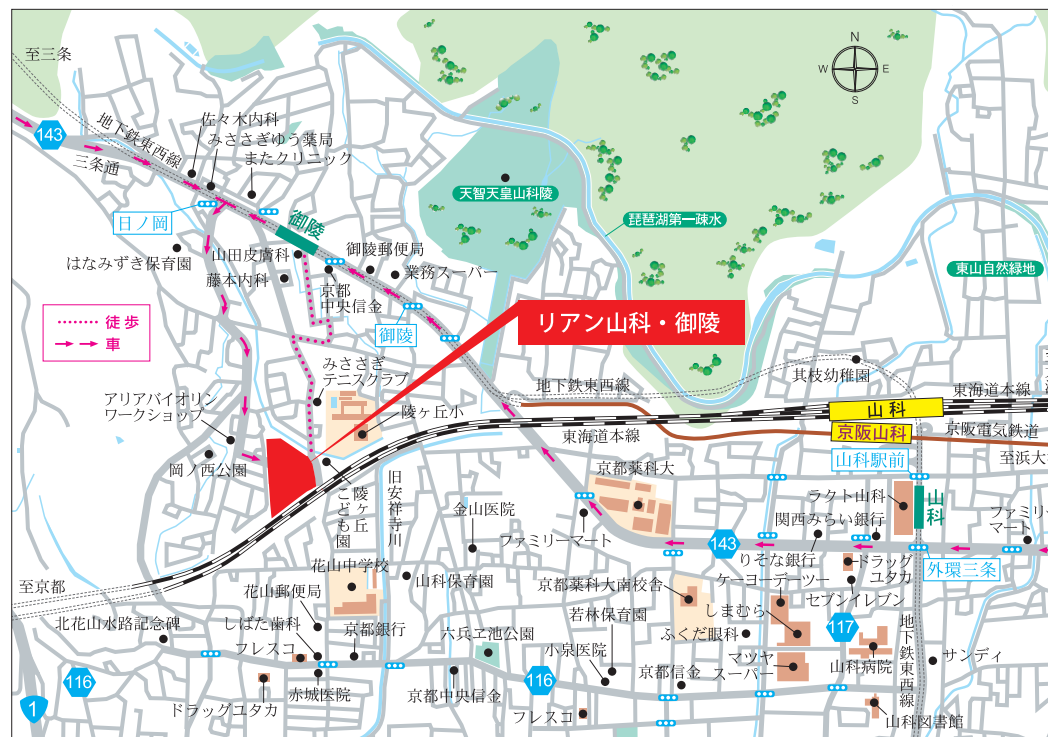 至三条
143
地下鉄東西線
三条通
佐々木内科
みささぎゆう薬局
またクリニック
日ノ岡
御陵
はなみずき保育園
山田皮膚科
藤本内科
御陵郵便局
業務スーパー
京都
中央信金
御陵
天智天皇山科陵
琵琶湖第一疏水
東山自然緑地
N
W
E
S
徒歩
車
リアン山科・御陵
みささぎ
テニスクラブ
アリアバイオリン
ワークショップ
陵ヶ丘小
岡ノ西公園
陵ヶ丘
こども園
旧安祥寺川
地下鉄東西線
其枝幼稚園
東海道本線
東海道本線
山科
京阪山科
京阪電気鉄道
山科駅前
至浜大
京都薬科大
金山医院
ファミリーマート
ラクト山科
山科
関西みらい銀行
ファミリー
マート
143
りそな銀行
ドラッグ
ユタカ
外環三条
至京都
花山中学校
山科保育園
京都薬科大南校舎
ケーヨーデーツー
セブンイレブン
花山郵便局
若林保育園
しまむら
117
北花山水路記念碑
しばた歯科
フレスコ
京都銀行
六兵ヱ池公園
小泉医院
ふくだ眼科
京都信金
マツヤ
スーパー
山科病院
地下鉄東西線
サンディ
116
1
ドラッグユタカ
赤城医院
京都中央信金
116
フレスコ
山科図書館